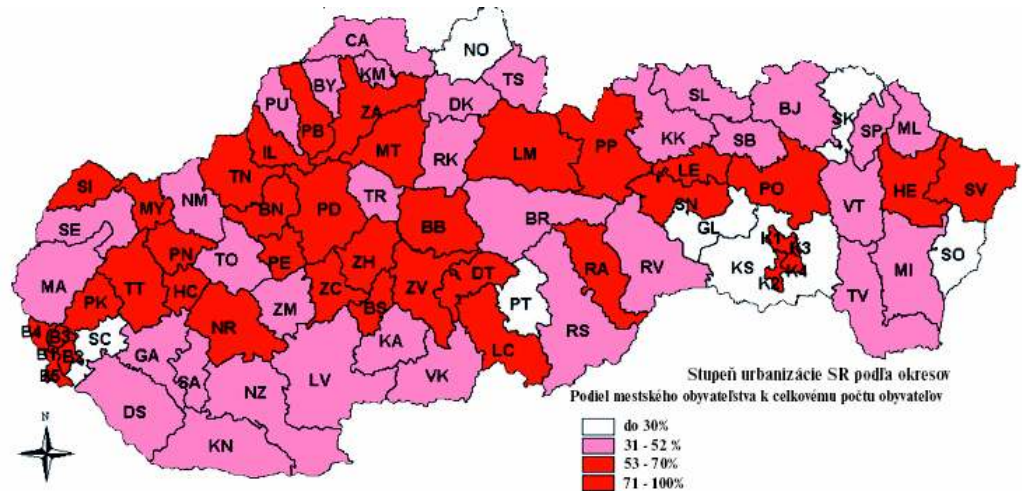 CA
NO
BY
KM
TS
PU
DK
SL
BJ
PB
ZA
SK
SP
ML
KK
SB
IL
MT
RK
LM
PP
LE
TN
PO
HE
SV
SI
MY
NM
BN
PD
TR
SN
VT
SE
BR
GL
BB
PN
TO
PE
ZH
K1
K3
KS
K4
K2
SO
MA
PK
TT
HC
ZC
BS
ZV
DT
RA
RV
MI
TV
ZM
NR
PT
RS
B4
B3
SC
B1
B2
B5
GA
KA
LC
SA
NZ
LV
VK
DS
KN
Stupeň urbanizácie SR podľa okresov
Podiel mestského obyvateľstva k celkovému počtu obyvateľov
do 30%
31 - 52 %
53 - 70%
71 - 100%
N